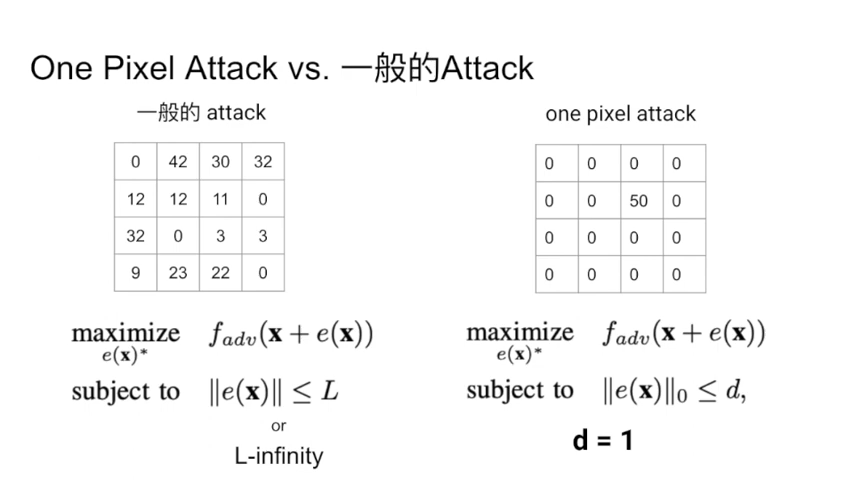 One Pixel Attack vs. 一般的Attack
一般的 attack
0 42 30 32
12 12 11 0
32 0 3 3
9 23 22 0
maximize f_adv(x + e(x))
e(x)*
subject to ‖e(x)‖ ≤ L
or
L-infinity
one pixel attack
0 0 0 0
0 0 50 0
0 0 0 0
0 0 0 0
maximize f_adv(x + e(x))
e(x)*
subject to ‖e(x)‖₀ ≤ d,
d = 1